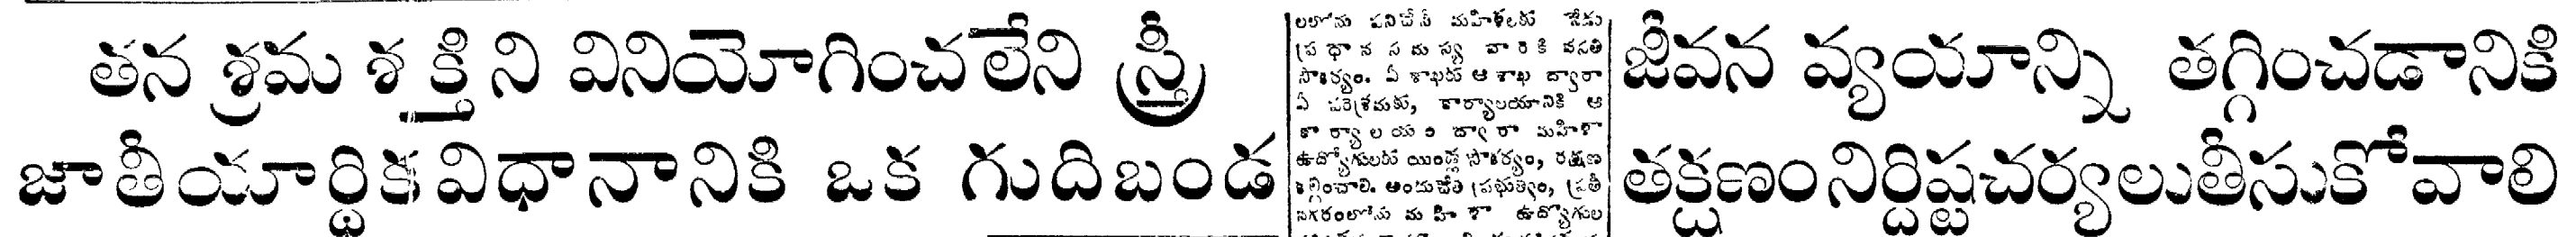 తన శ్రమ శక్తిని వినియోగించలేని స్త్రీ
జాతీయార్థిక విధానానికి ఒక గుదిబండ
లలోను పనిచేసే మహిళలకు నేడు
ప్రధాన సమస్య వారికి వసతి
సౌకర్యం. ఏ శాఖకు ఆ శాఖ ద్వారా
ఏ పరిశ్రమకు, కార్యాలయానికి ఆ
కార్యాలయం ద్వారా మహిళా
ఉద్యోగులకు యిండ్ల సౌకర్యం, రక్షణ
కల్గించాలి. అందుచేత ప్రభుత్వం, ప్రతి
నగరంలోను మహిళా ఉద్యోగుల
జీవన వ్యయాన్ని తగ్గించడానికి
తక్షణం నిర్దిష్టచర్యలు తీసుకోవాలి